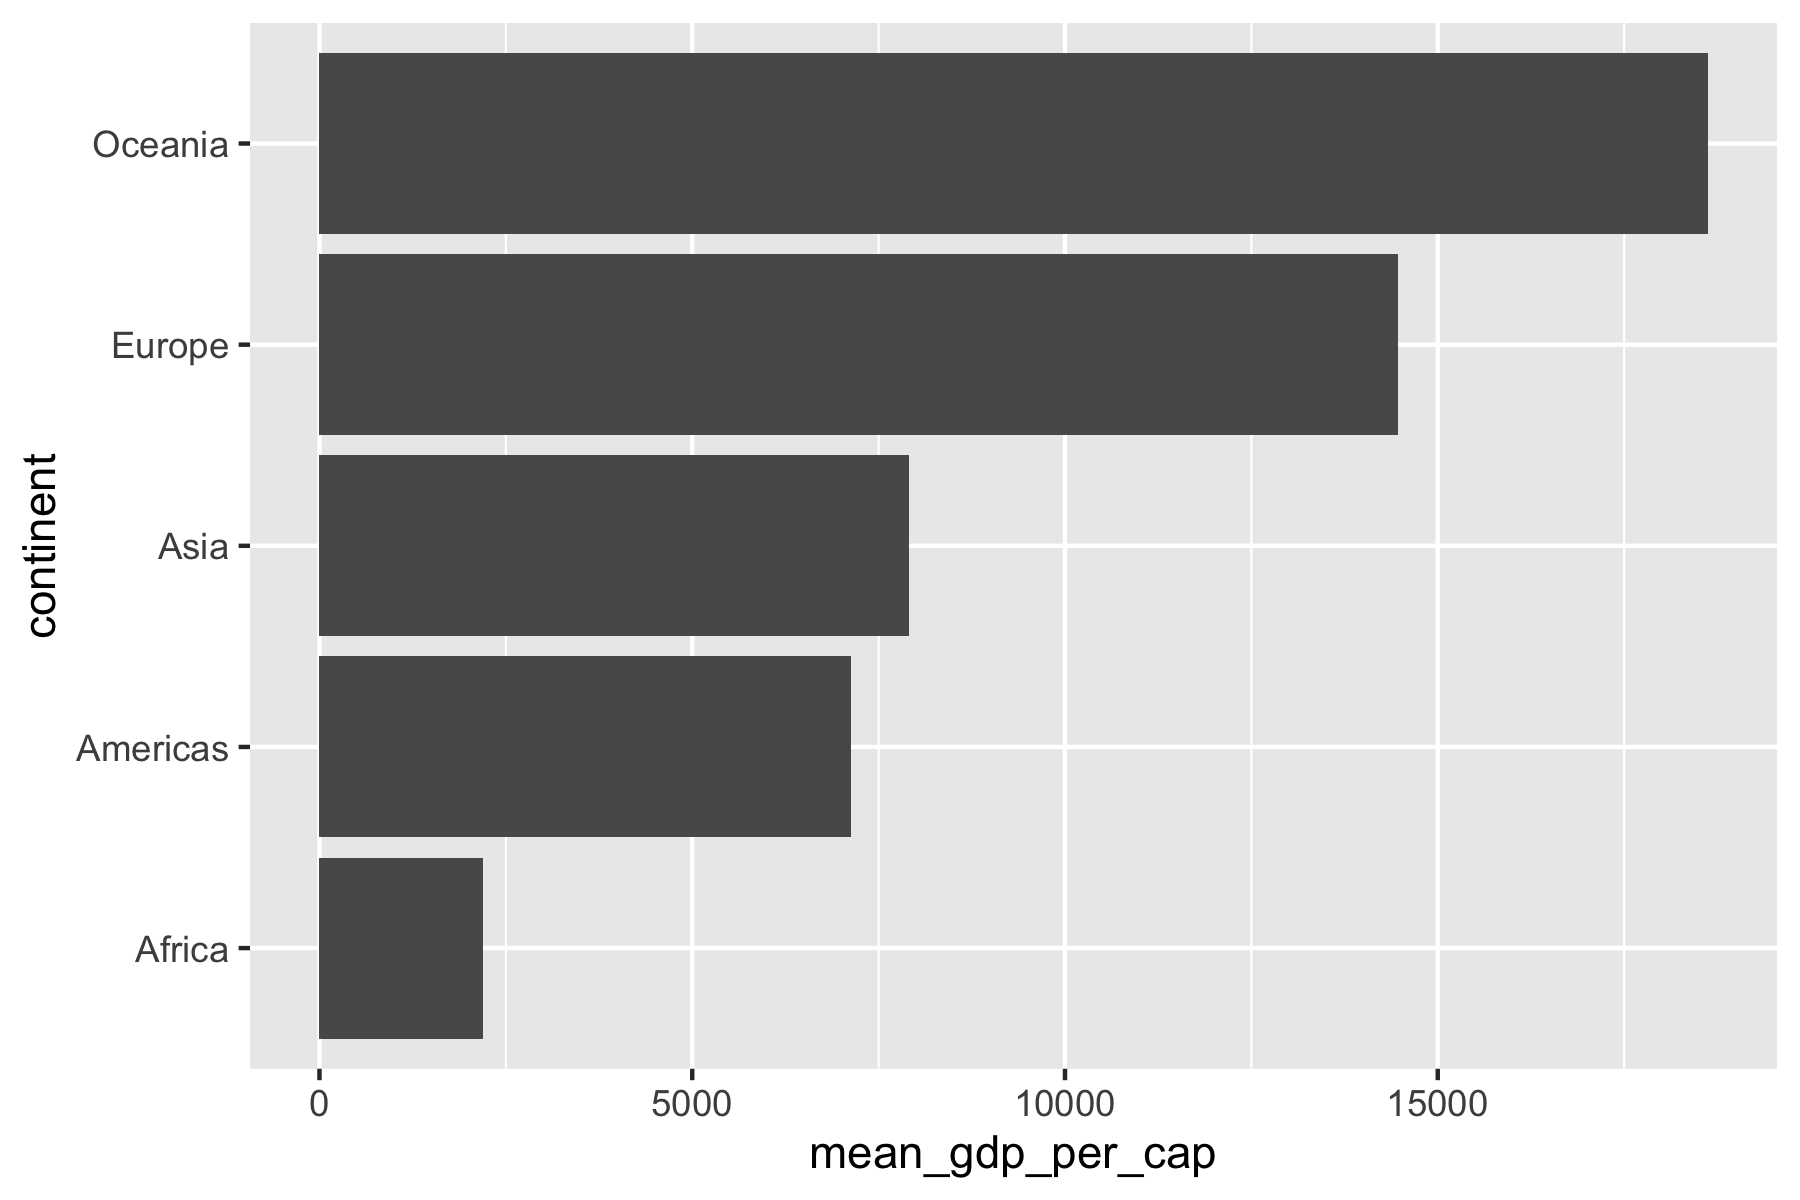 Oceania
Europe
Asia
Americas
Africa
continent
0 5000 10000 15000
mean_gdp_per_cap